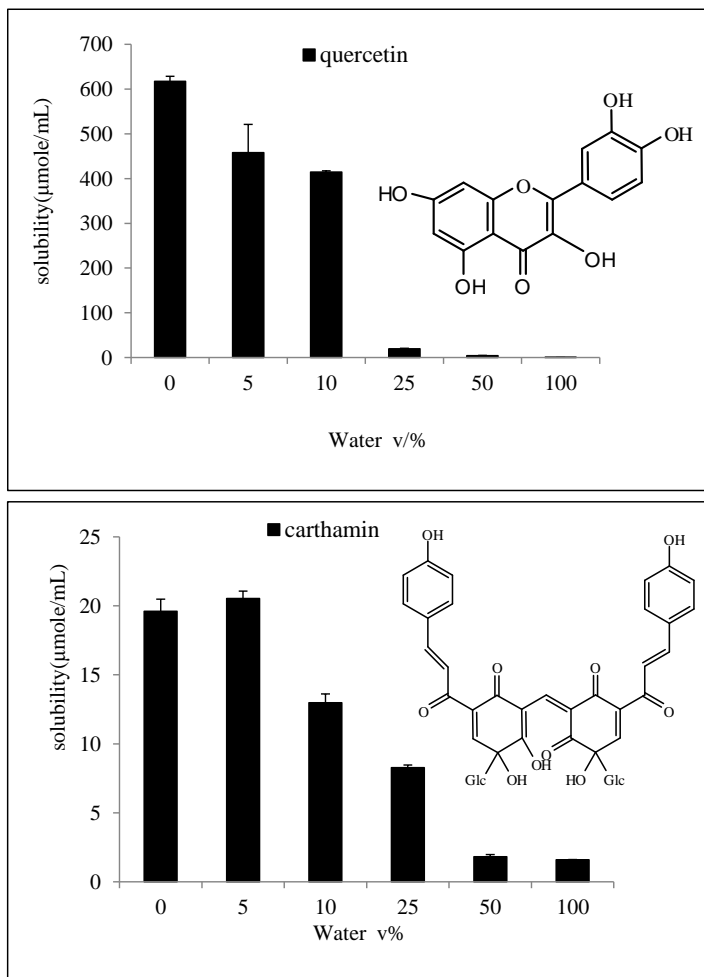 700
600
500
400
300
200
100
0
solubility(µmole/mL)
quercetin
OH
OH
HO
O
OH
OH
O
0 5 10 25 50 100
Water v/%
25
20
15
10
5
0
solubility(µmole/mL)
carthamin
OH
OH
O
O
O
O
O
OH
OH
HO
Glc
Glc
0 5 10 25 50 100
Water v%